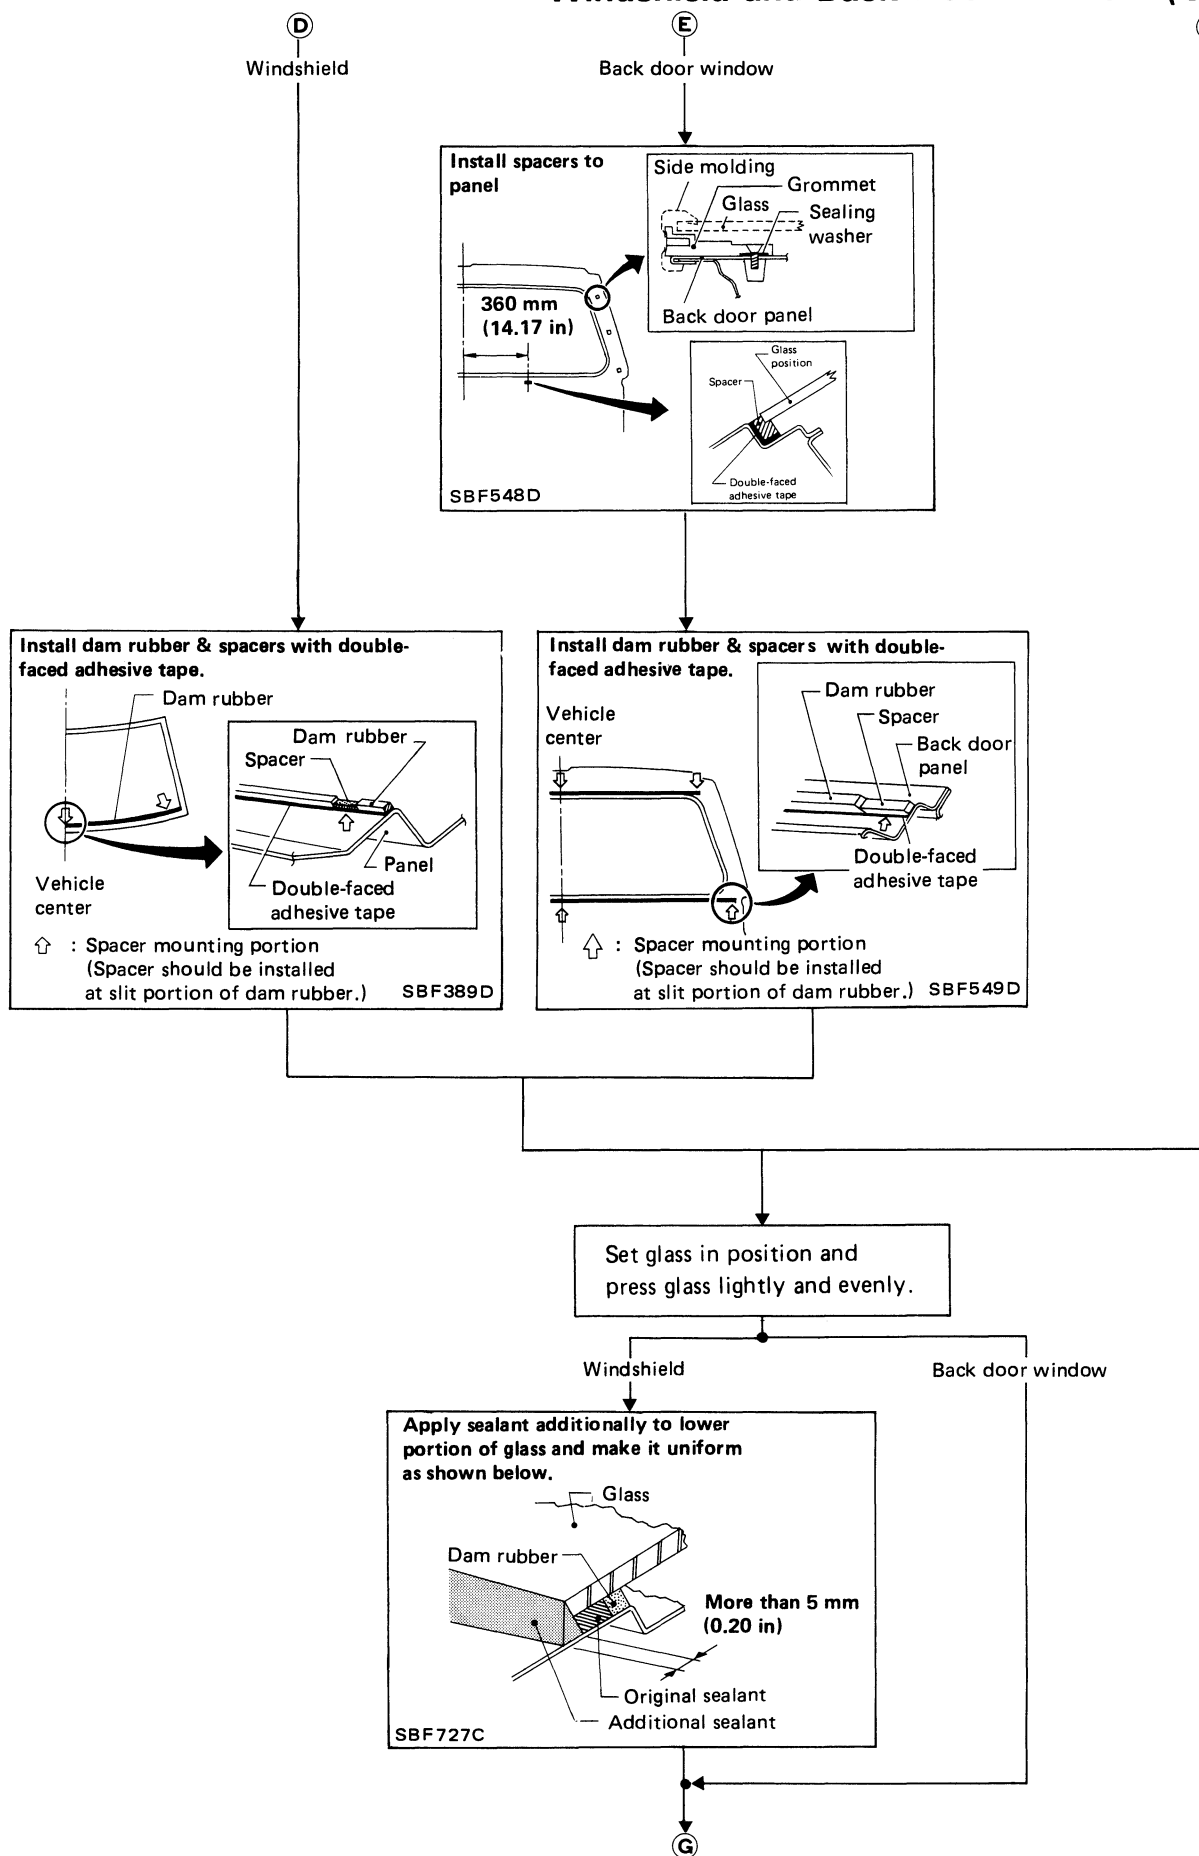 D
E
Windshield
Back door window
Install spacers to
panel
Side molding
Grommet
Glass
Sealing
washer
360 mm
(14.17 in)
Back door panel
Glass
position
Spacer
Double-faced
adhesive tape
SBF548D
Install dam rubber & spacers with double-
faced adhesive tape.
Dam rubber
Dam rubber
Spacer
Panel
Double-faced
adhesive tape
Vehicle
center
: Spacer mounting portion
(Spacer should be installed
at slit portion of dam rubber.)
SBF389D
Install dam rubber & spacers with double-
faced adhesive tape.
Vehicle
center
Dam rubber
Spacer
Back door
panel
Double-faced
adhesive tape
: Spacer mounting portion
(Spacer should be installed
at slit portion of dam rubber.)
SBF549D
Set glass in position and
press glass lightly and evenly.
Windshield
Back door window
Apply sealant additionally to lower
portion of glass and make it uniform
as shown below.
Glass
Dam rubber
More than 5 mm
(0.20 in)
Original sealant
Additional sealant
SBF727C
G